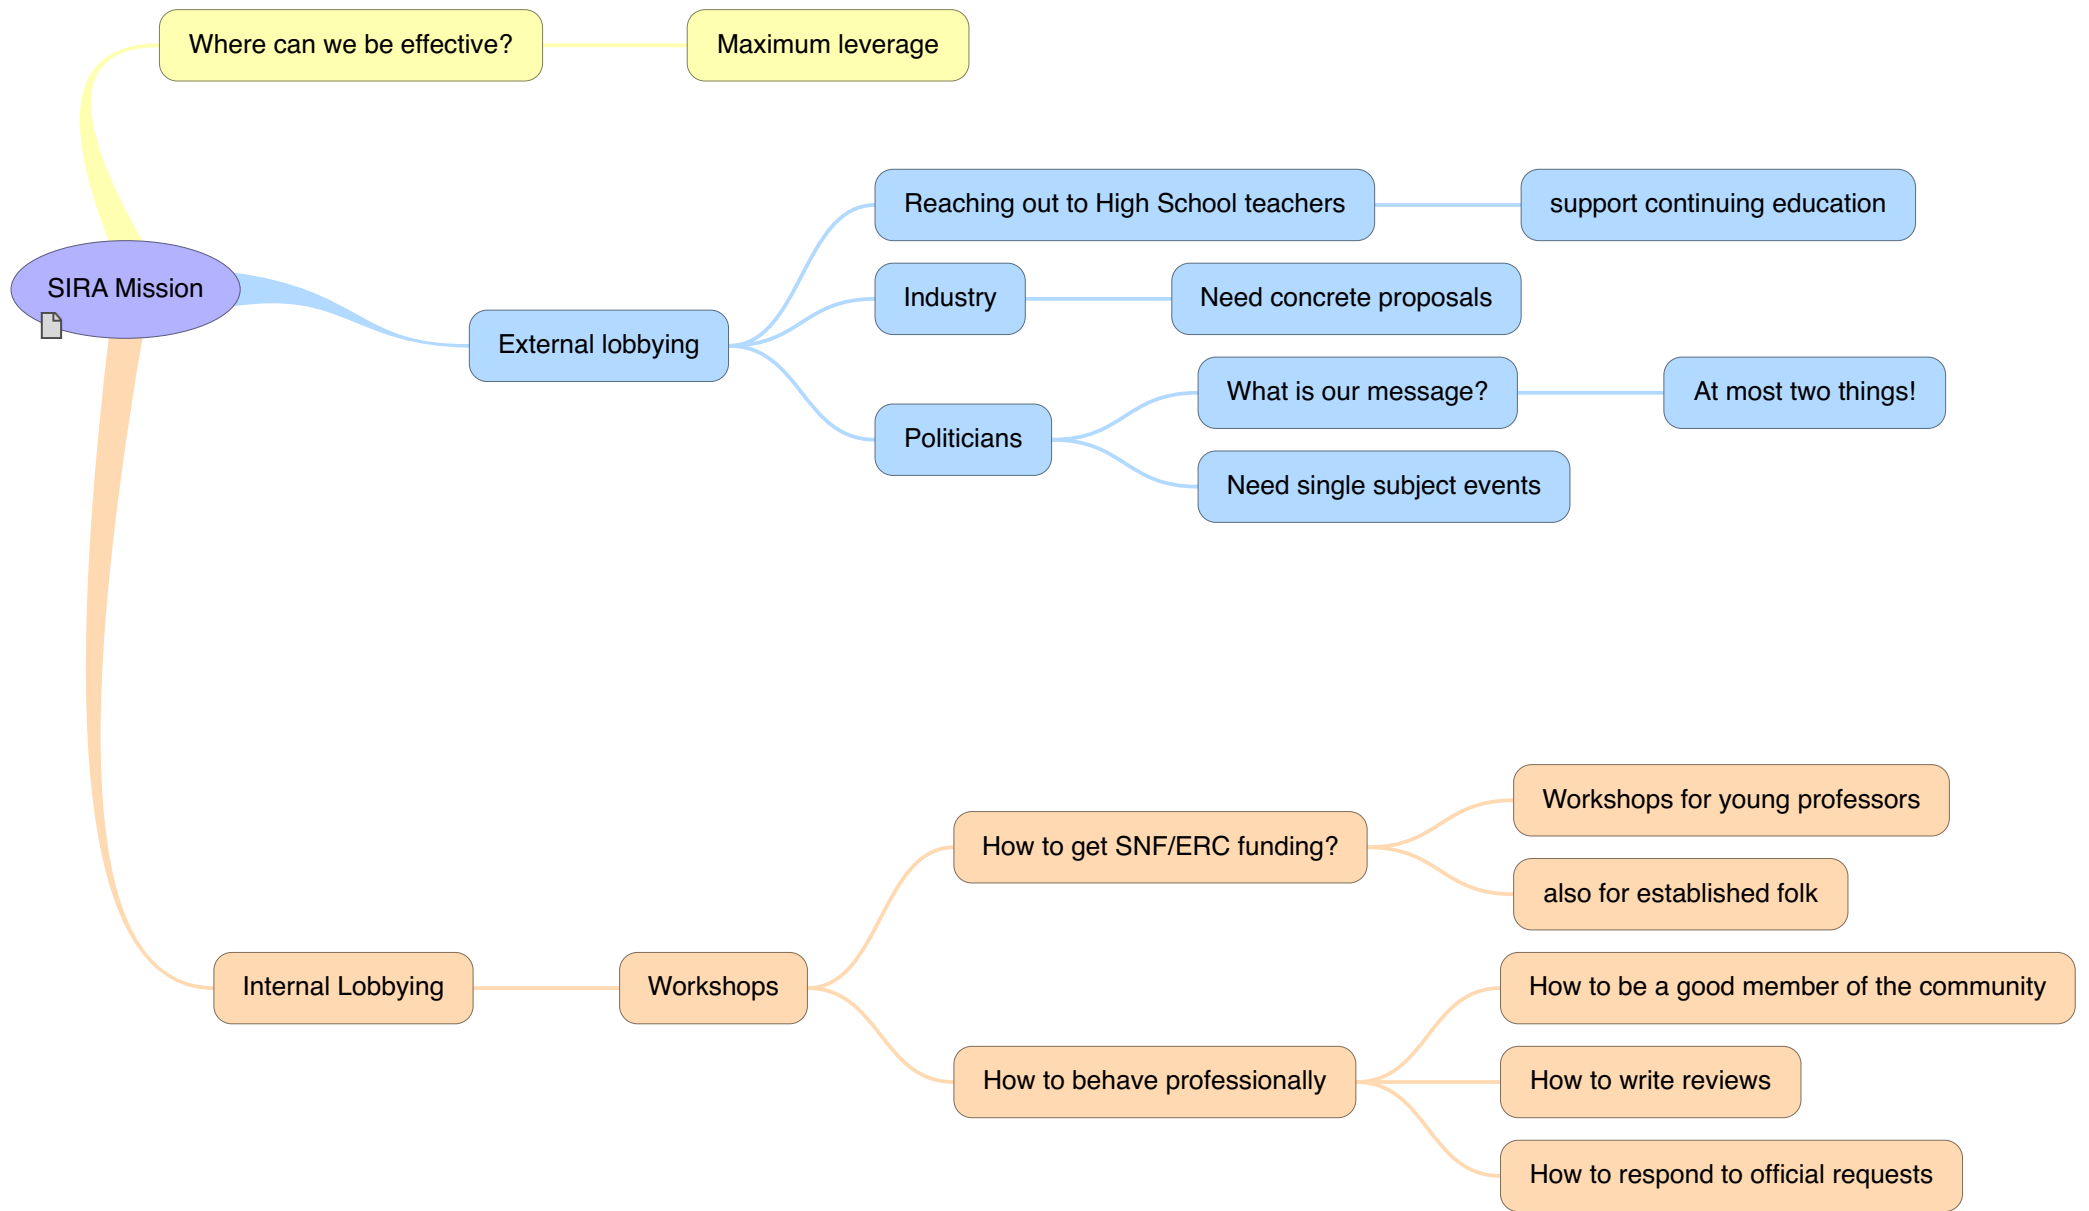 Where can we be effective?
Maximum leverage
SIRA Mission
External lobbying
Reaching out to High School teachers
support continuing education
Industry
Need concrete proposals
Politicians
What is our message?
At most two things!
Need single subject events
Internal Lobbying
Workshops
How to get SNF/ERC funding?
Workshops for young professors
also for established folk
How to behave professionally
How to be a good member of the community
How to write reviews
How to respond to official requests